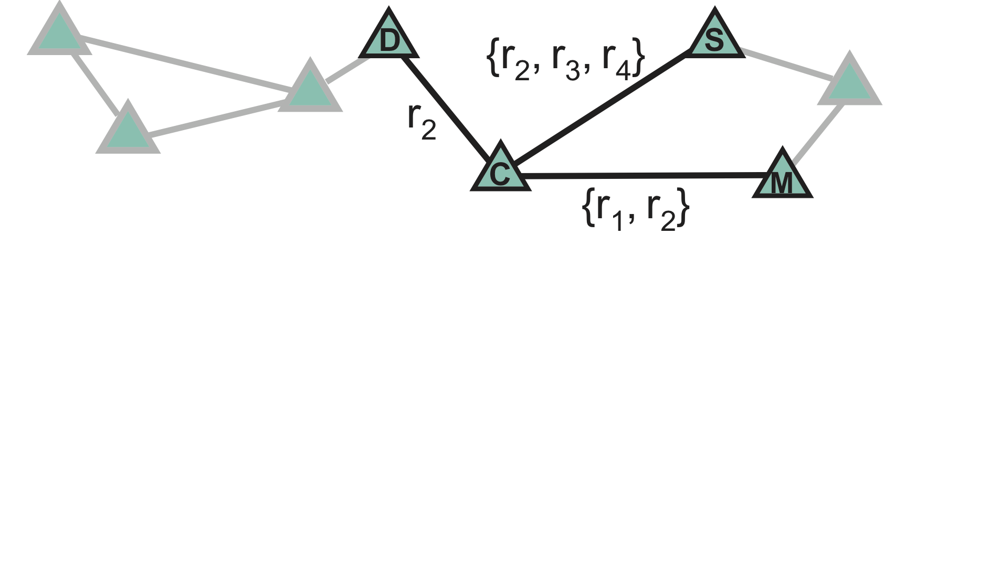 D
S
{r₂, r₃, r₄}
r₂
C
M
{r₁, r₂}